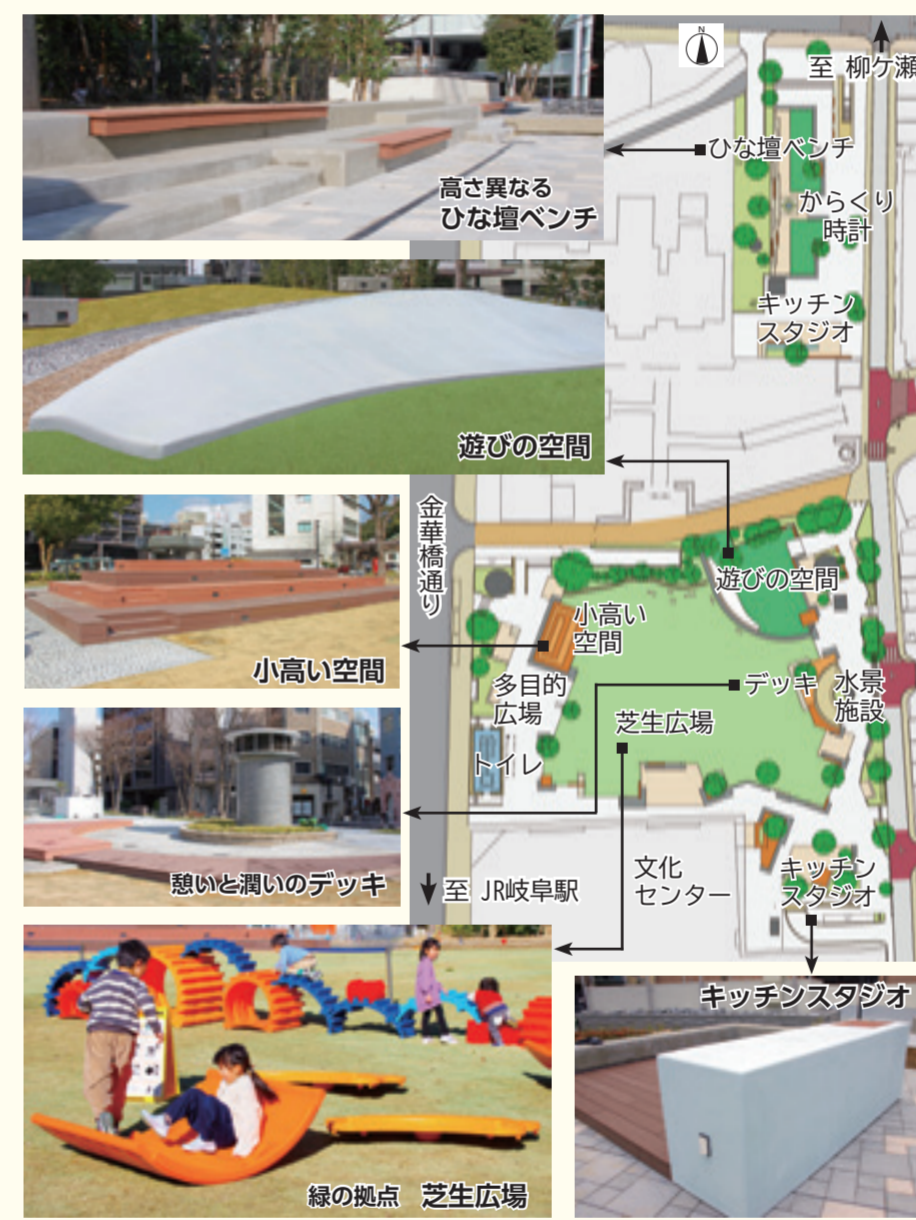 高さ異なる
ひな壇ベンチ
遊びの空間
小高い空間
憩いと潤いのデッキ
緑の拠点 芝生広場
キッチンスタジオ
N
至 柳ケ瀬
ひな壇ベンチ
からくり
時計
キッチン
スタジオ
金華橋通り
遊びの空間
小高い
空間
多目的
広場
デッキ
水景
施設
芝生広場
トイレ
文化
センター
キッチン
スタジオ
至 JR岐阜駅